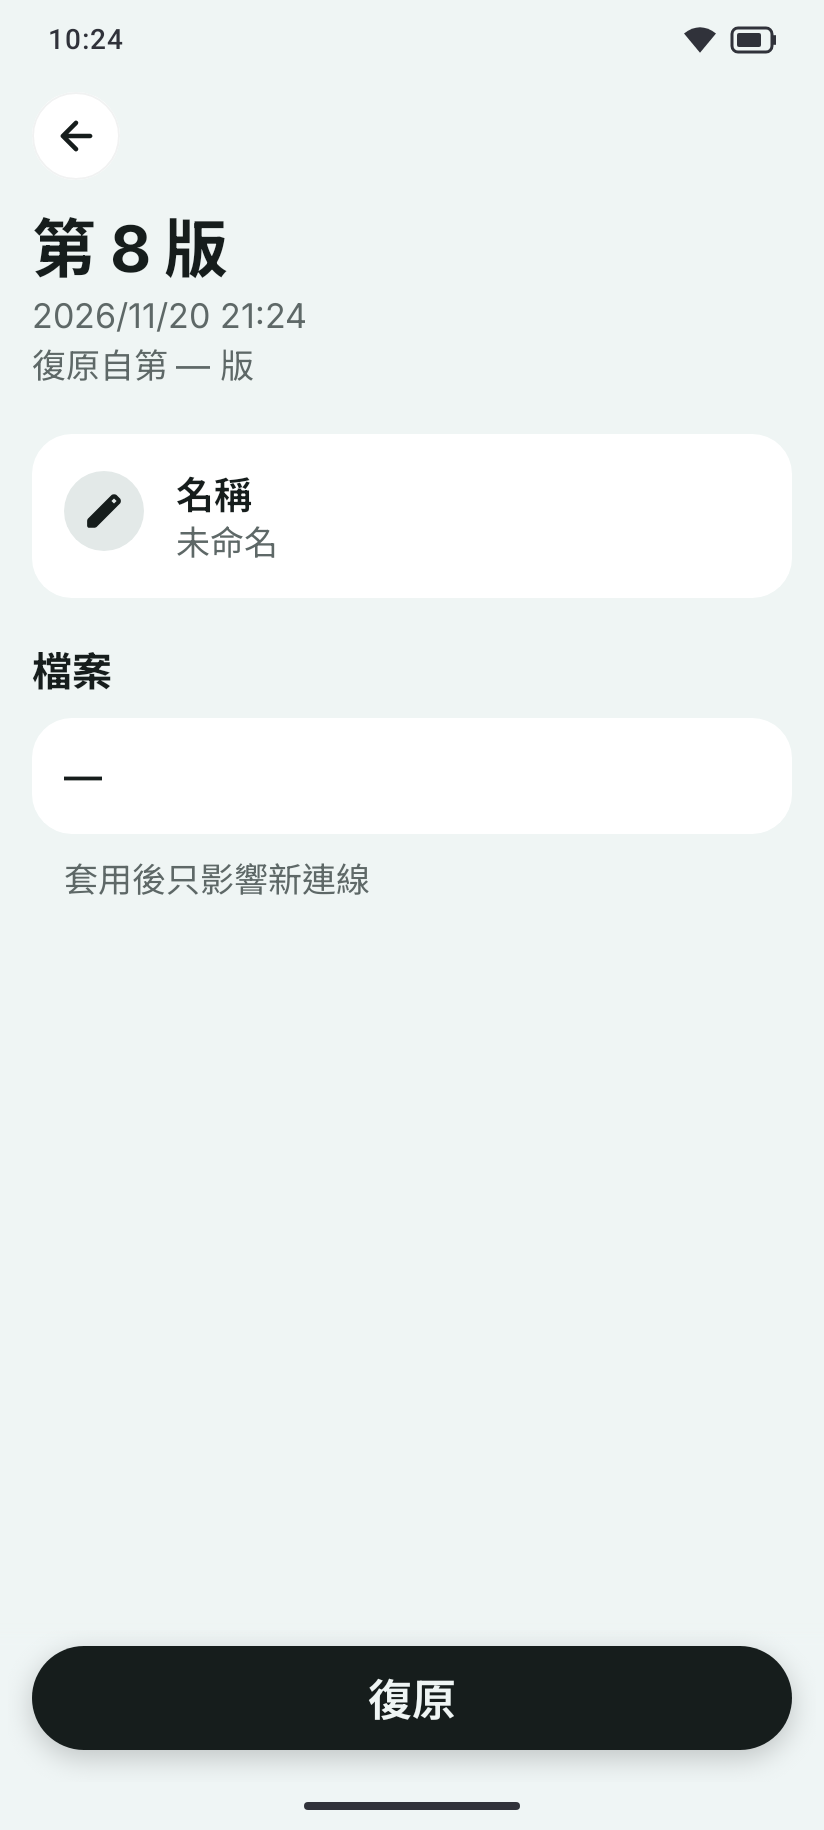 10:24
第 8 版
2026/11/20 21:24
復原自第 — 版
名稱
未命名
檔案
—
套用後只影響新連線
復原